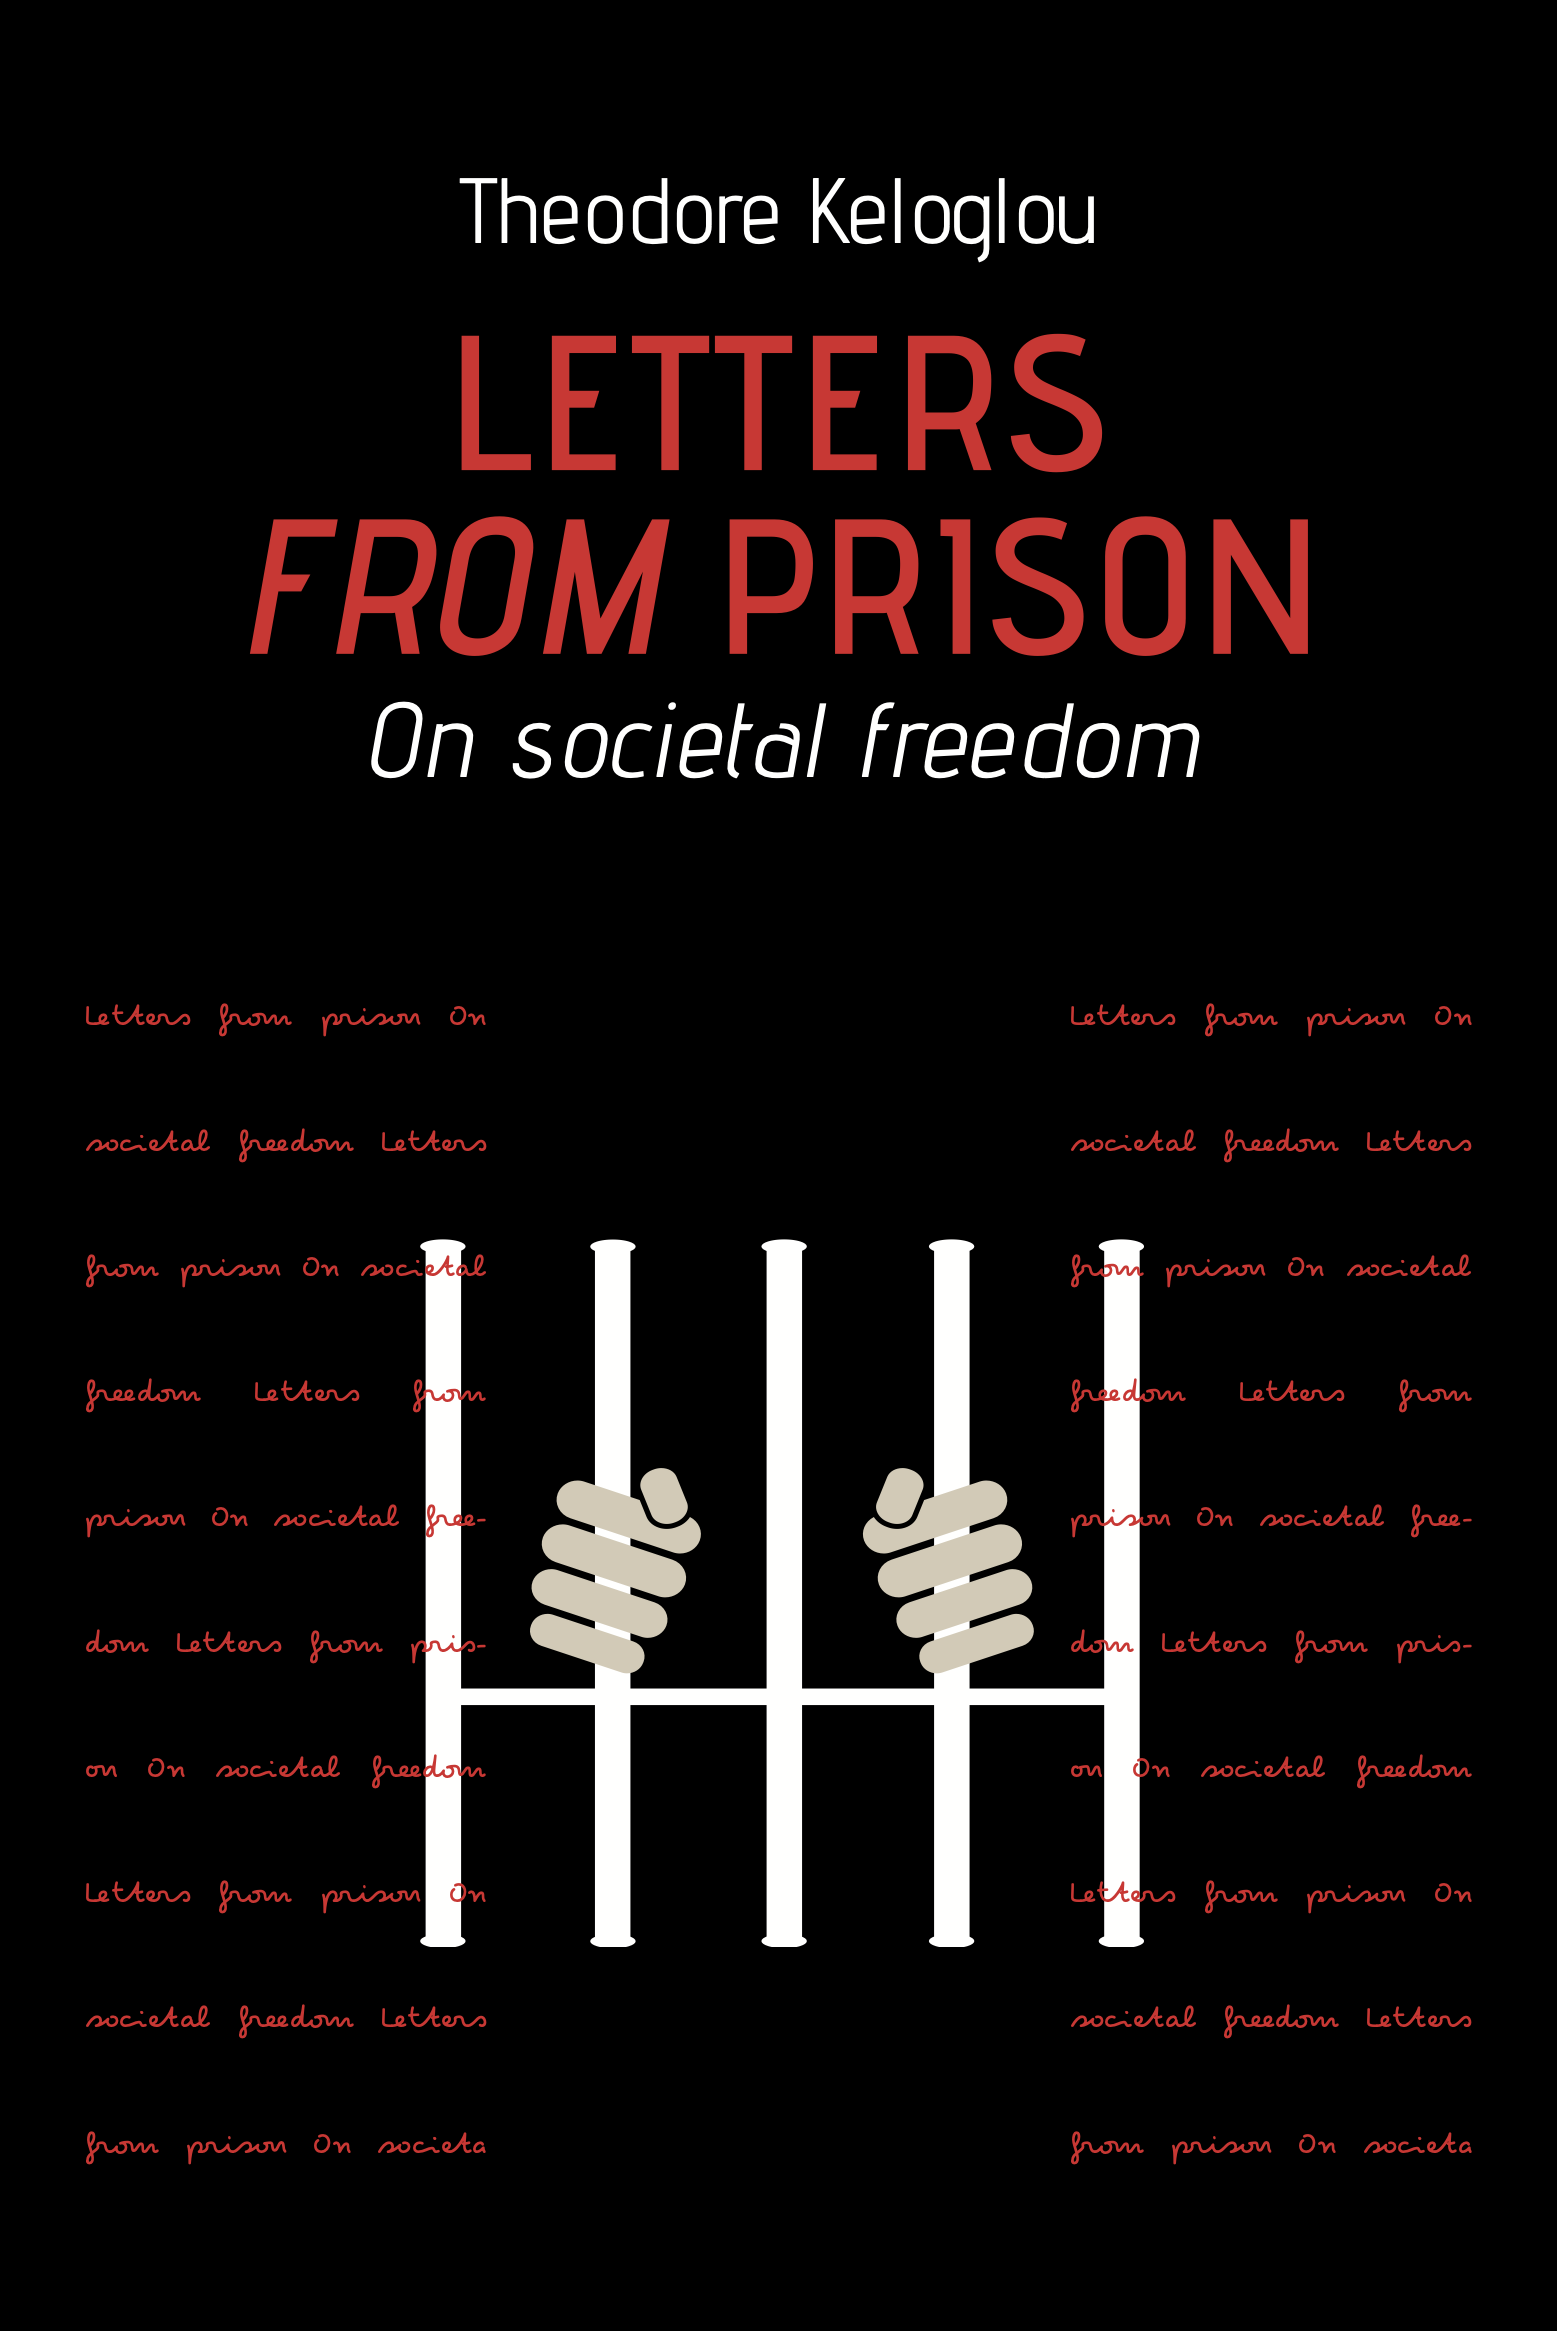 Theodore Keloglou
LETTERS
FROM PRISON
On societal freedom
Letters from prison On
societal freedom Letters
from prison On societal
freedom Letters from
prison On societal free-
dom Letters from pris-
on On societal freedom
Letters from prison On
societal freedom Letters
from prison On societa
Letters from prison On
societal freedom Letters
from prison On societal
freedom Letters from
prison On societal free-
dom Letters from pris-
on On societal freedom
Letters from prison On
societal freedom Letters
from prison On societa